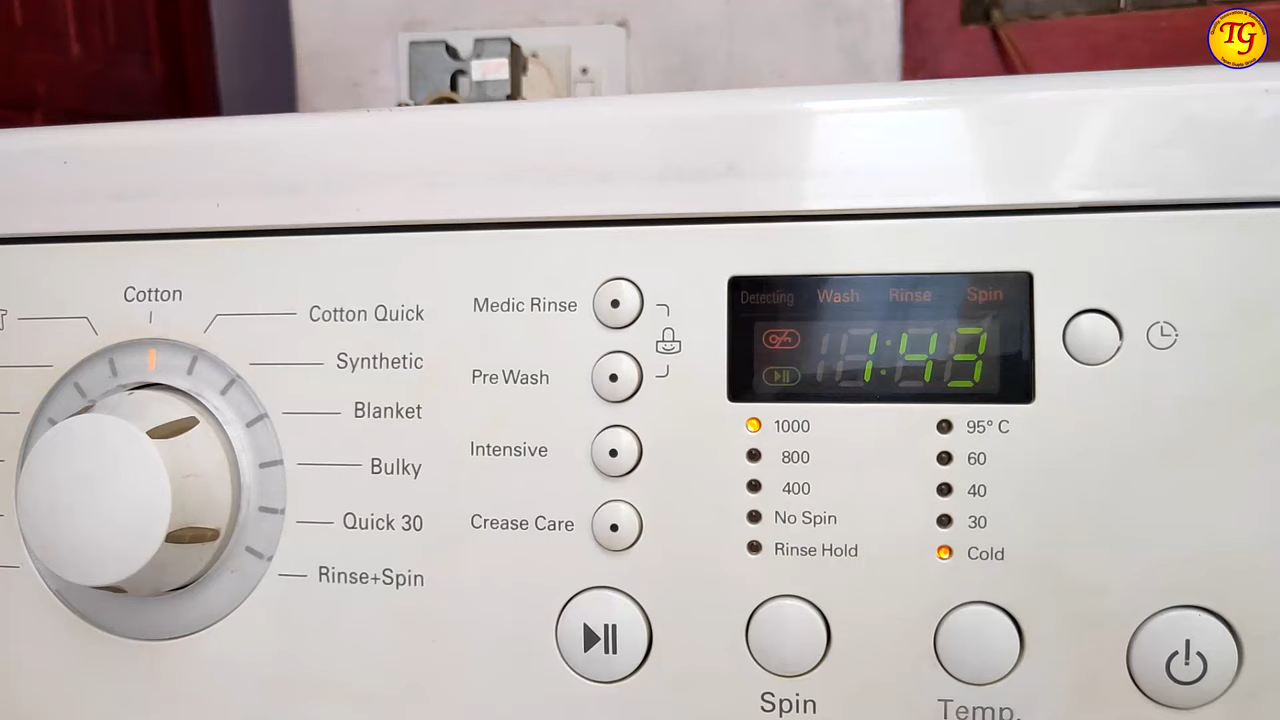 TG
Cotton
Cotton Quick
Synthetic
Blanket
Bulky
Quick 30
Rinse+Spin
Medic Rinse
Pre Wash
Intensive
Crease Care
Detecting Wash Rinse Spin
1:43
1000
800
400
No Spin
Rinse Hold
95° C
60
40
30
Cold
Spin
Temp.